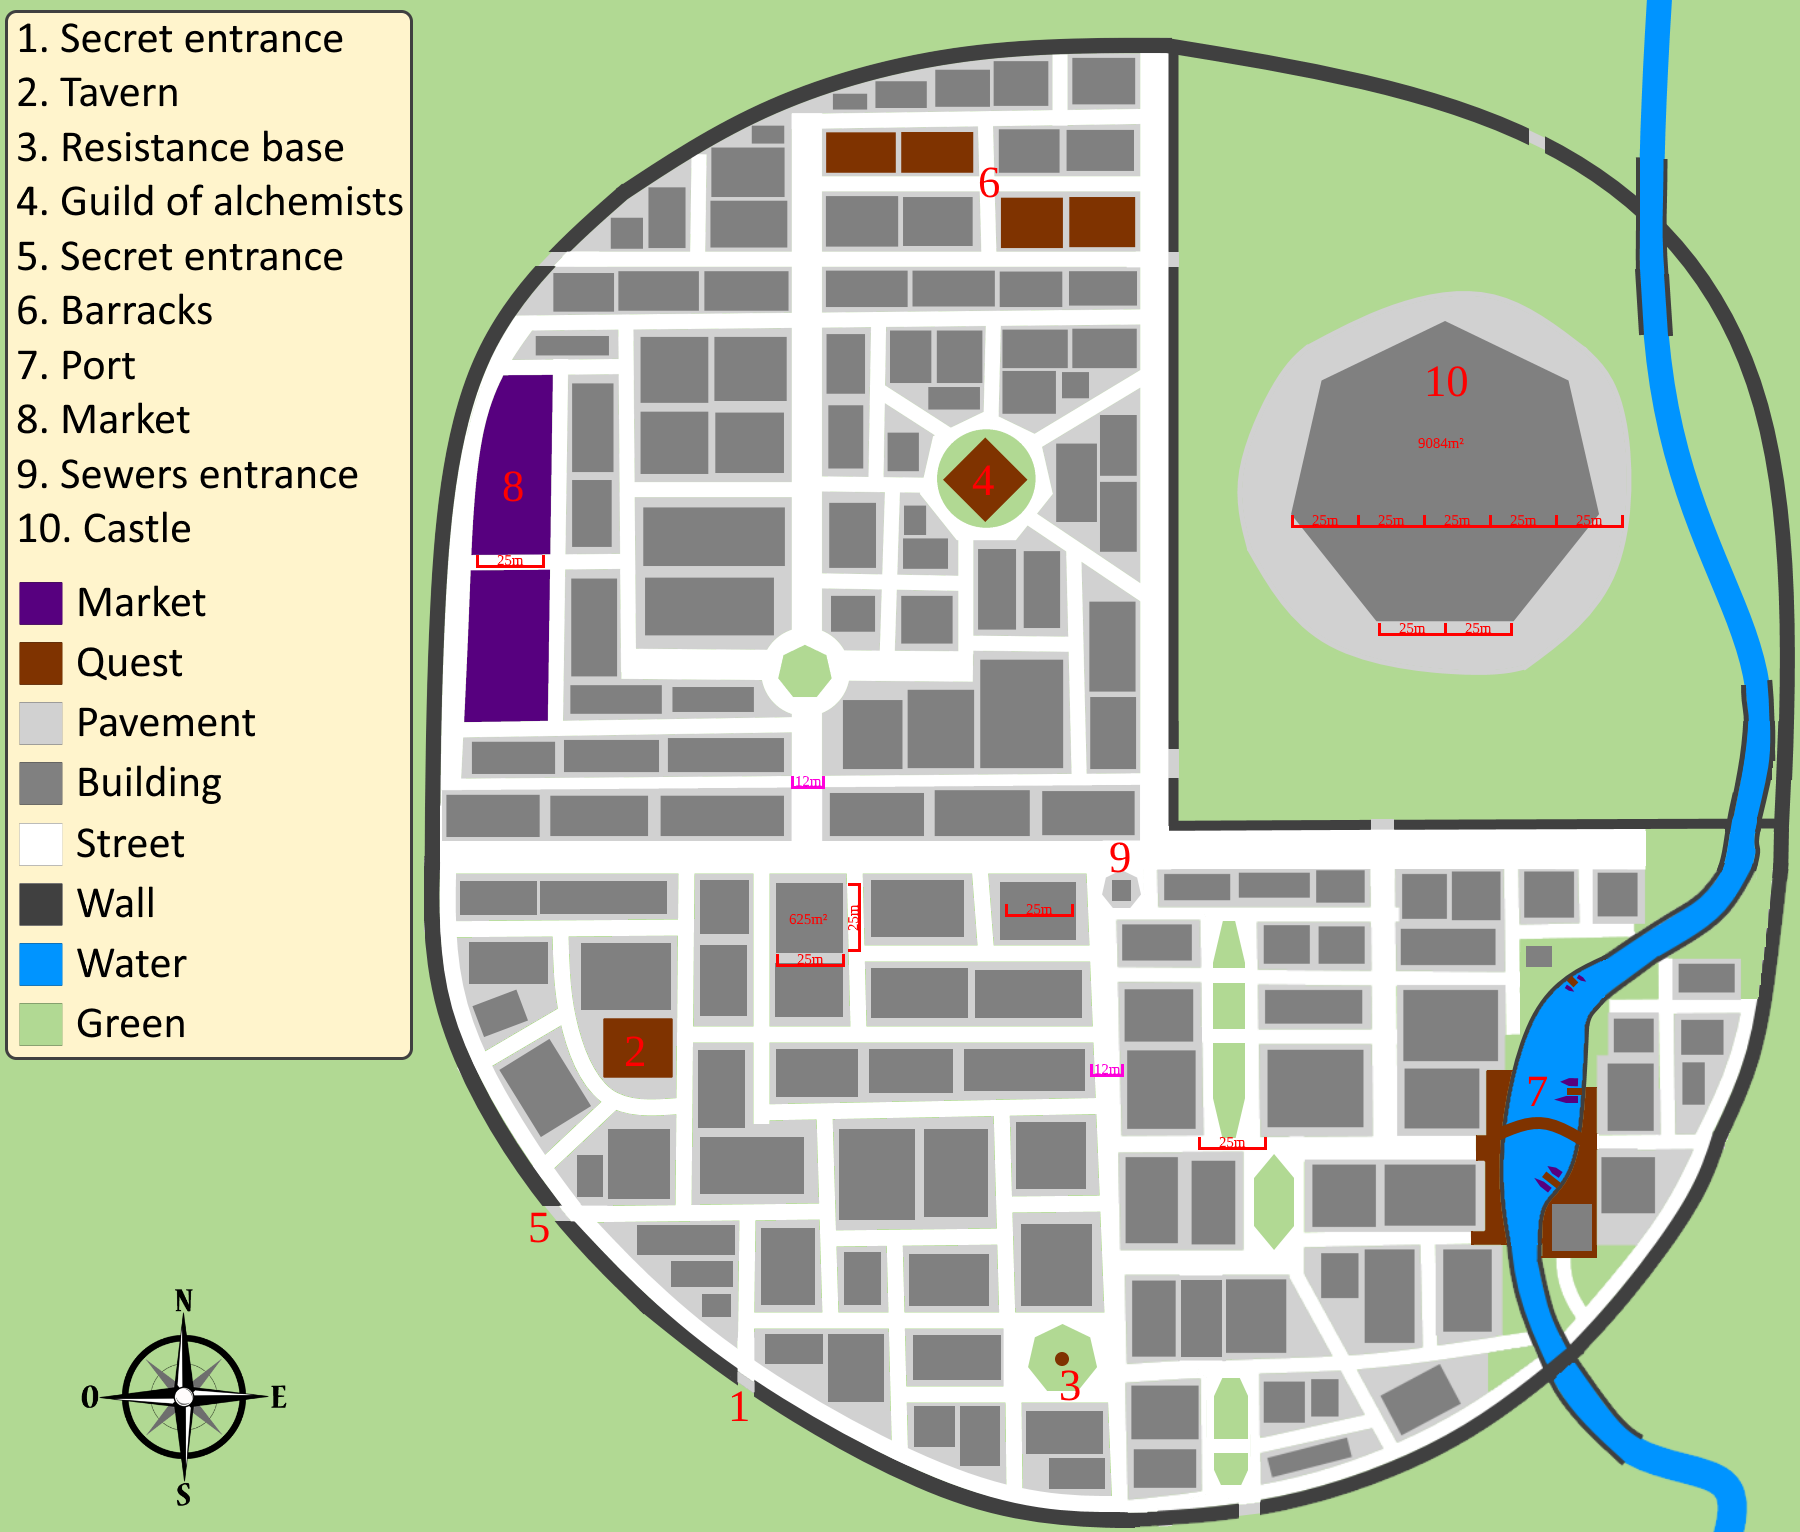 1. Secret entrance
2. Tavern
3. Resistance base
4. Guild of alchemists
5. Secret entrance
6. Barracks
7. Port
8. Market
9. Sewers entrance
10. Castle
Market
Quest
Pavement
Building
Street
Wall
Water
Green
6
10
9084m²
4
8
25m 25m 25m 25m 25m
25m
25m 25m
12m
9
25m
625m²
25m
25m
2
12m
7
25m
5
3
1
N
O E
S